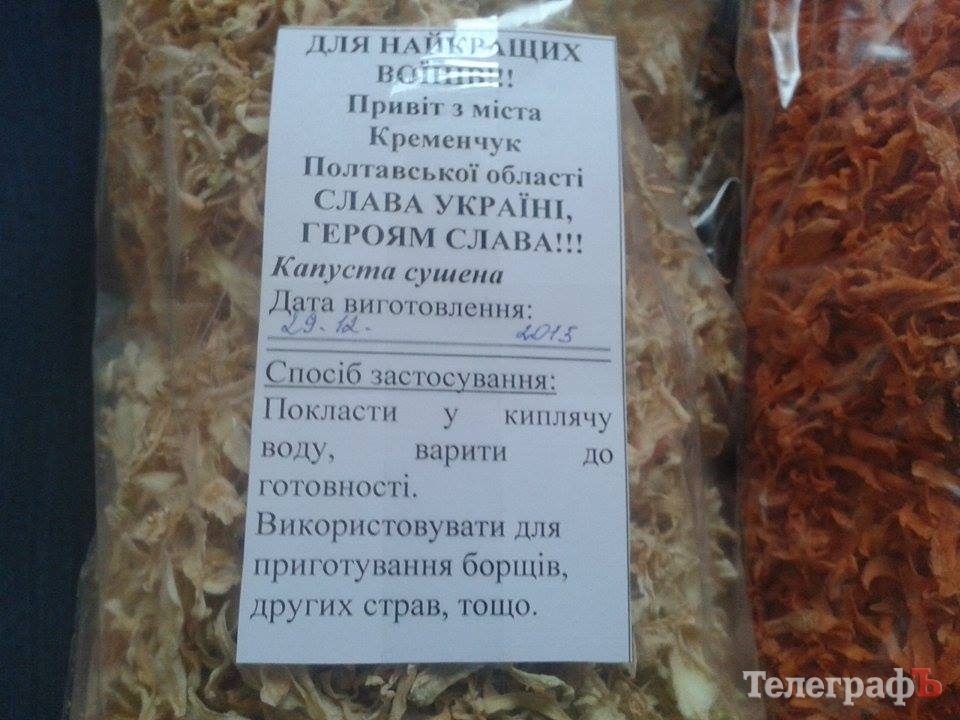 ДЛЯ НАЙКРАЩИХ
ВОЇНІВ!!!
Привіт з міста
Кременчук
Полтавської області
СЛАВА УКРАЇНІ,
ГЕРОЯМ СЛАВА!!!
Капуста сушена
Дата виготовлення:
29.12. 2015
Спосіб застосування:
Покласти у киплячу
воду, варити до
готовності.
Використовувати для
приготування борщів,
других страв, тощо.
ТелеграфЪ